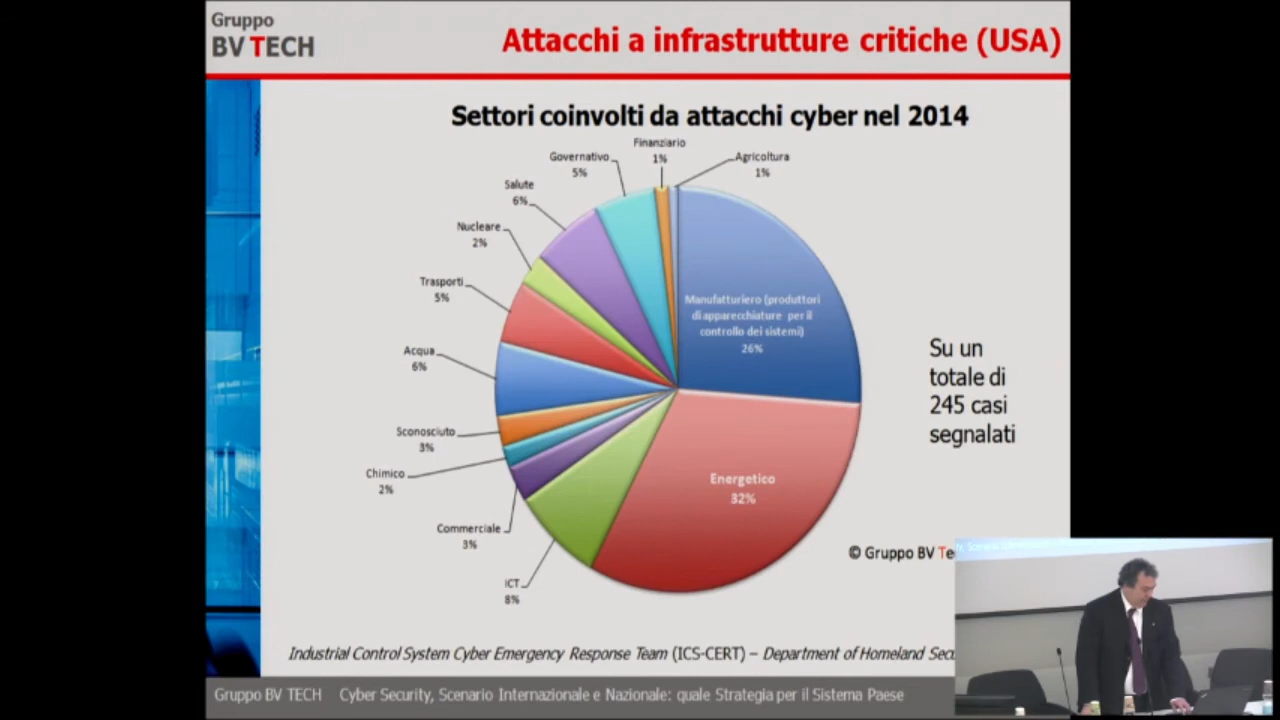 Gruppo
BV TECH
Attacchi a infrastrutture critiche (USA)
Settori coinvolti da attacchi cyber nel 2014
Finanziario
1%
Governativo
5%
Agricoltura
1%
Salute
6%
Nucleare
2%
Trasporti
5%
Manufatturiero (produttori
di apparecchiature per il
controllo dei sistemi)
26%
Su un
totale di
245 casi
segnalati
Acqua
6%
Sconosciuto
3%
Chimico
2%
Energetico
32%
Commerciale
3%
ICT
8%
© Gruppo BV Te
Industrial Control System Cyber Emergency Response Team (ICS-CERT) – Department of Homeland Sec
Gruppo BV TECH Cyber Security, Scenario Internazionale e Nazionale: quale Strategia per il Sistema Paese